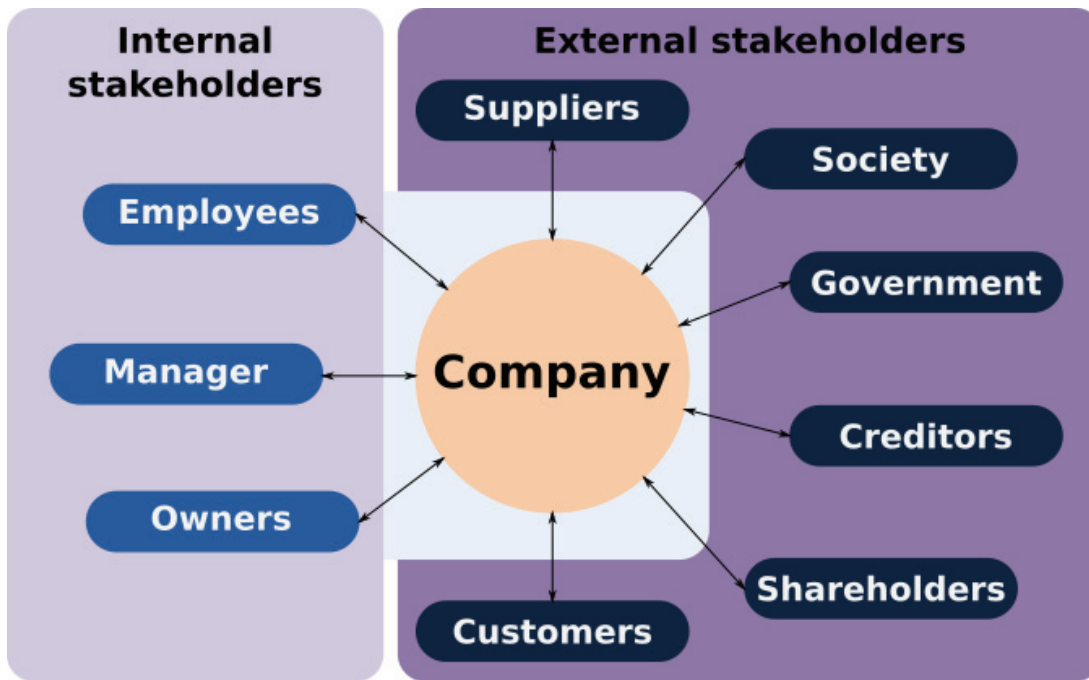 Internal
stakeholders
Employees
Manager
Owners
External stakeholders
Suppliers
Society
Government
Company
Creditors
Shareholders
Customers